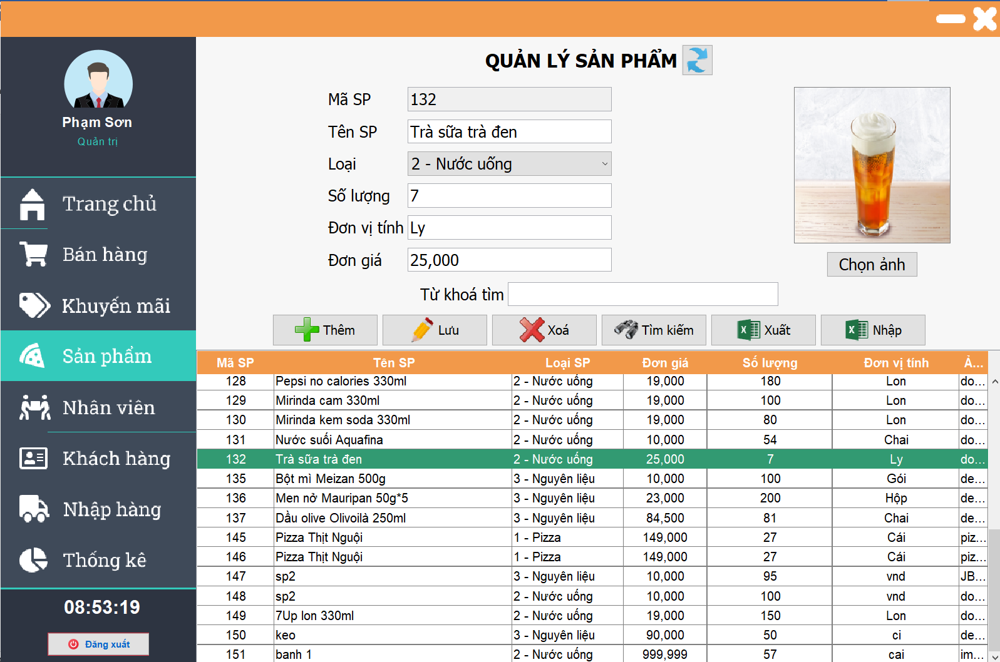 Phạm Sơn
Quản trị
Trang chủ
Bán hàng
Khuyến mãi
Sản phẩm
Nhân viên
Khách hàng
Nhập hàng
Thống kê
08:53:19
Đăng xuất
QUẢN LÝ SẢN PHẨM
Mã SP 132
Tên SP Trà sữa trà đen
Loại 2 - Nước uống
Số lượng 7
Đơn vị tính Ly
Đơn giá 25,000
Chọn ảnh
Từ khoá tìm
Thêm Lưu Xoá Tìm kiếm Xuất Nhập
Mã SP Tên SP Loại SP Đơn giá Số lượng Đơn vị tính Ả...
128 Pepsi no calories 330ml 2 - Nước uống 19,000 180 Lon do...
129 Mirinda cam 330ml 2 - Nước uống 19,000 100 Lon do...
130 Mirinda kem soda 330ml 2 - Nước uống 19,000 80 Lon do...
131 Nước suối Aquafina 2 - Nước uống 10,000 54 Chai do...
132 Trà sữa trà đen 2 - Nước uống 25,000 7 Ly do...
135 Bột mì Meizan 500g 3 - Nguyên liệu 10,000 100 Gói de...
136 Men nở Mauripan 50g*5 3 - Nguyên liệu 23,000 200 Hộp de...
137 Dầu olive Olivoilà 250ml 3 - Nguyên liệu 84,500 81 Chai de...
145 Pizza Thịt Nguội 1 - Pizza 149,000 27 Cái piz...
146 Pizza Thịt Nguội 1 - Pizza 149,000 27 Cái piz...
147 sp2 3 - Nguyên liệu 10,000 95 vnd JB...
148 sp2 2 - Nước uống 10,000 100 vnd do...
149 7Up lon 330ml 2 - Nước uống 19,000 150 Lon do...
150 keo 3 - Nguyên liệu 90,000 50 ci de...
151 banh 1 2 - Nước uống 999,999 57 cai im...